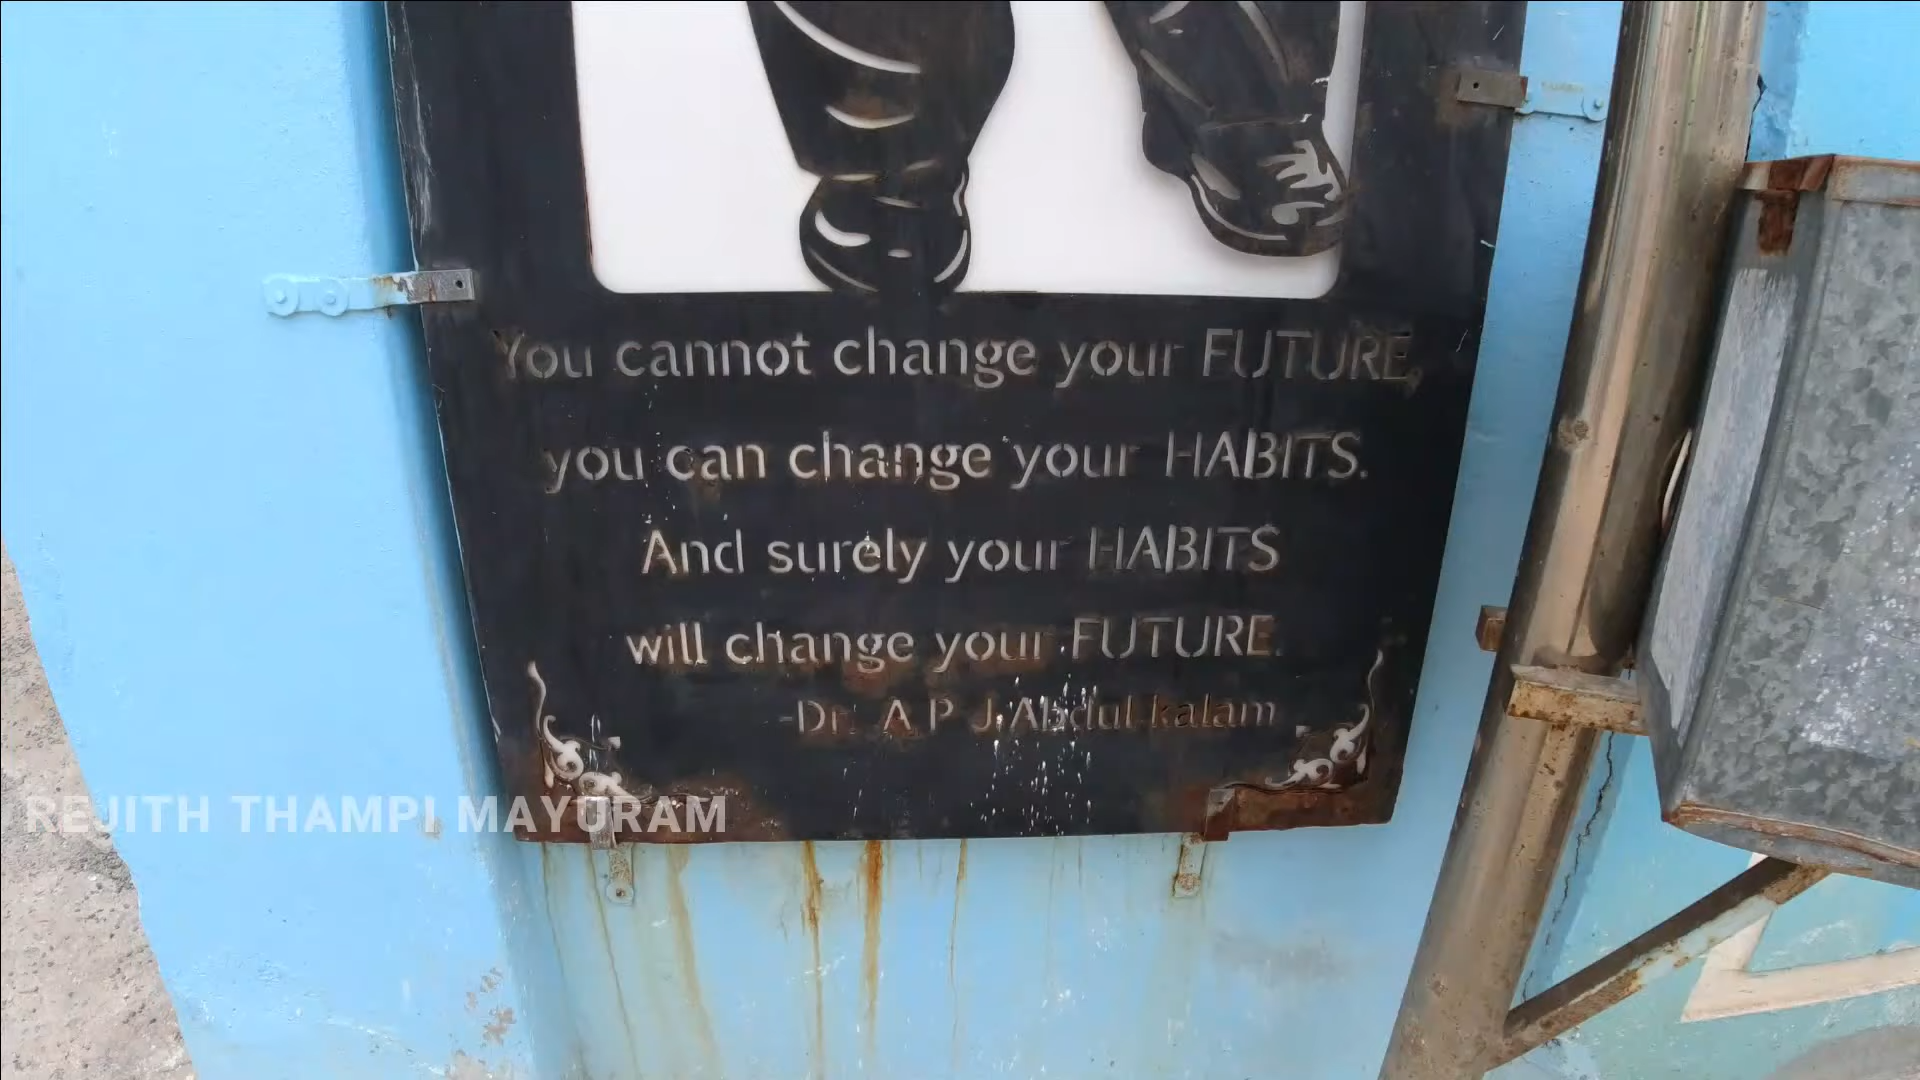 You cannot change your FUTURE,
you can change your HABITS.
And surely your HABITS
will change your FUTURE.
-Dr. A P J Abdul kalam
REJITH THAMPI MAYURAM